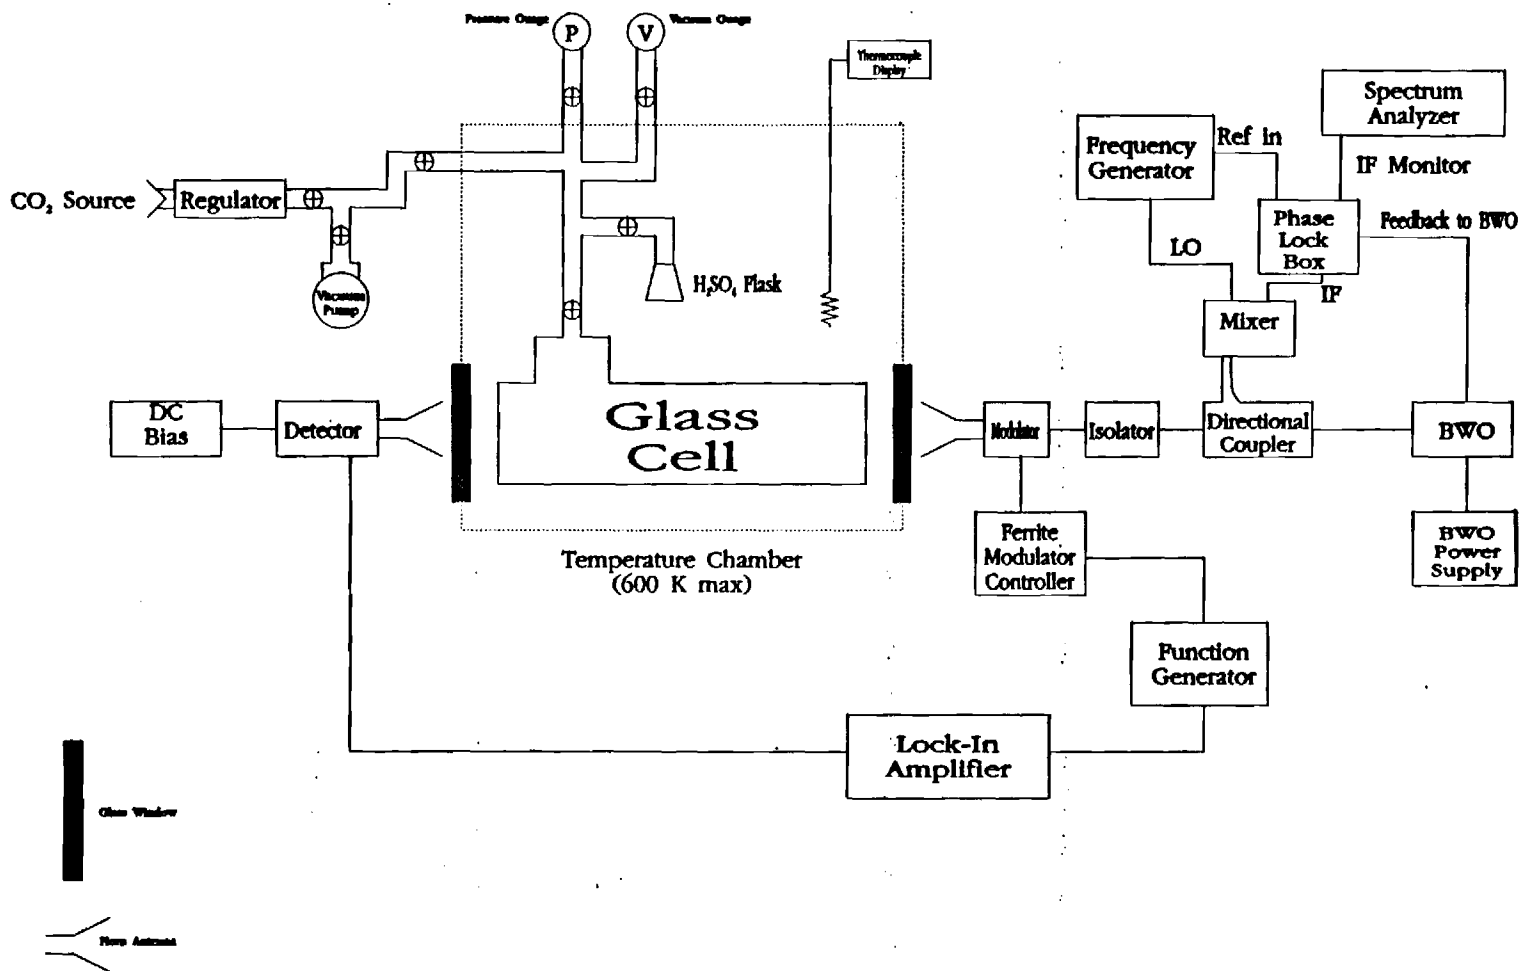 Pressure Guage
P
V
Vacuum Guage
Thermocouple
Display
Spectrum
Analyzer
Frequency
Generator
Ref in
IF Monitor
CO₂ Source
Regulator
Phase
Lock
Box
Feedback to BWO
LO
IF
Vacuum
Pump
H₂SO₄ Flask
Mixer
DC
Bias
Detector
Glass
Cell
Modulator
Isolator
Directional
Coupler
BWO
Temperature Chamber
(600 K max)
Ferrite
Modulator
Controller
BWO
Power
Supply
Function
Generator
Lock-In
Amplifier
Glass Window
Horn Antenna